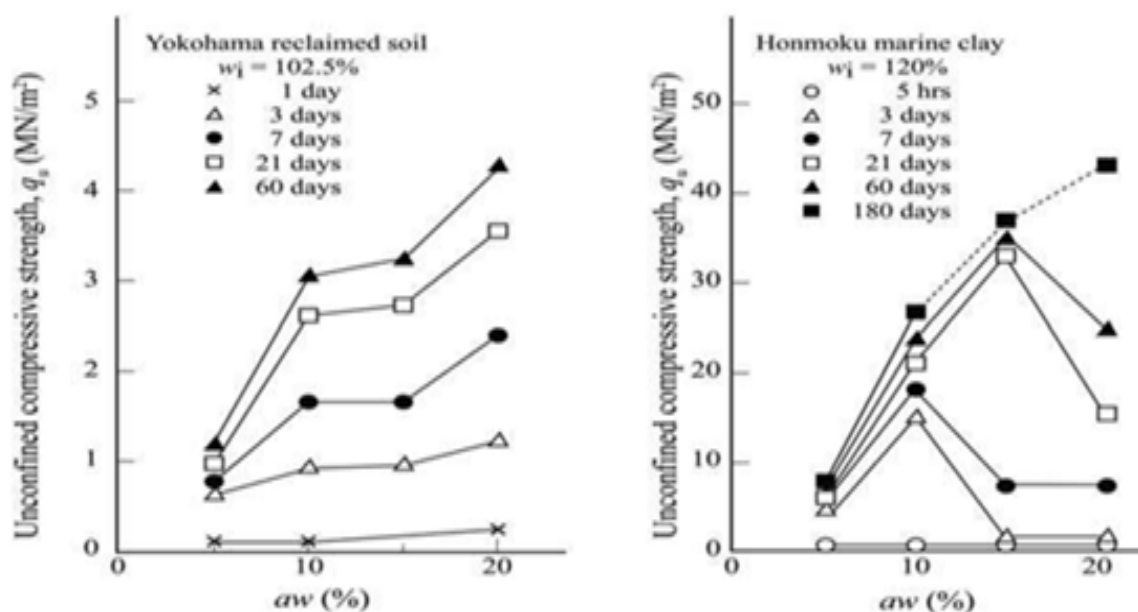 Yokohama reclaimed soil
wi = 102.5%
1 day
3 days
7 days
21 days
60 days
Unconfined compressive strength, qu (MN/m²)
5
4
3
2
1
0
0
10
20
aw (%)
Honmoku marine clay
wi = 120%
5 hrs
3 days
7 days
21 days
60 days
180 days
Unconfined compressive strength, qu (MN/m²)
50
40
30
20
10
0
0
10
20
aw (%)